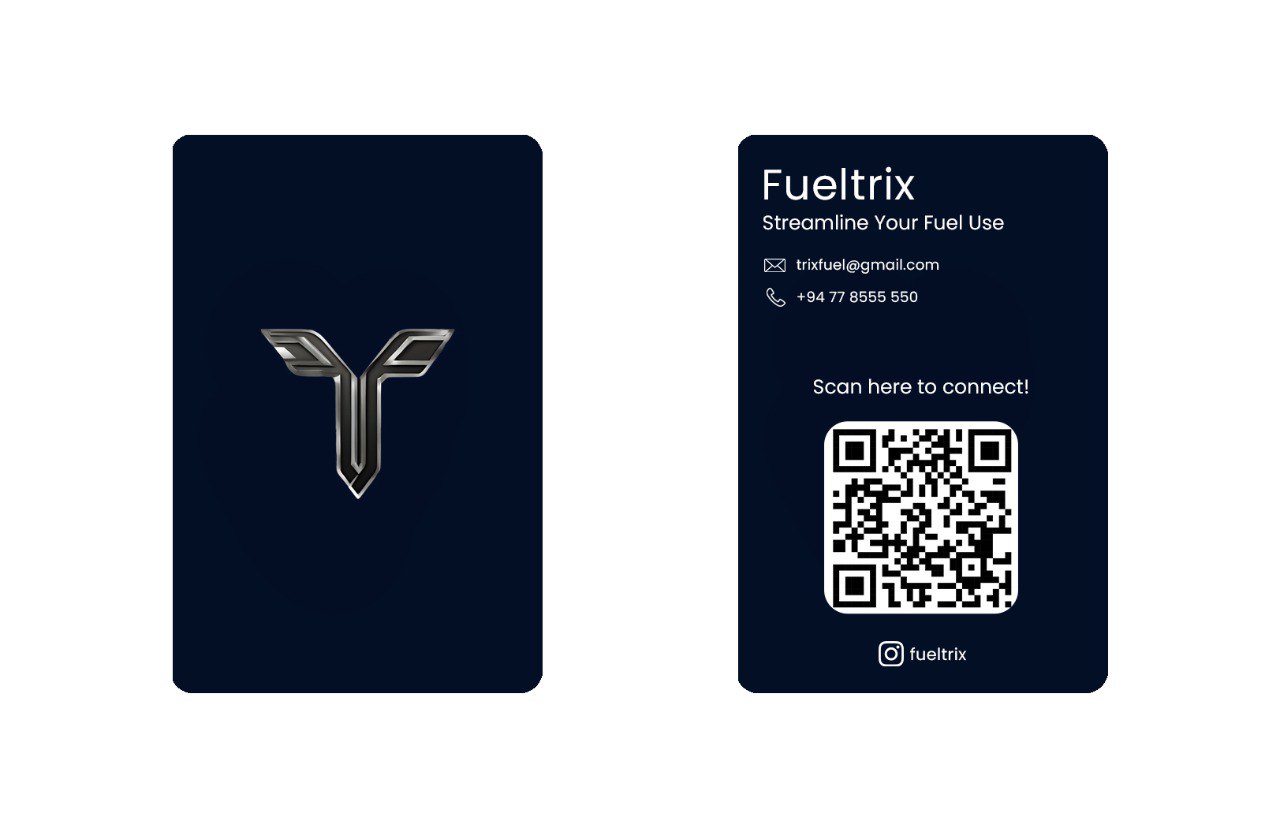 Fueltrix
Streamline Your Fuel Use
trixfuel@gmail.com
+94 77 8555 550
Scan here to connect!
fueltrix